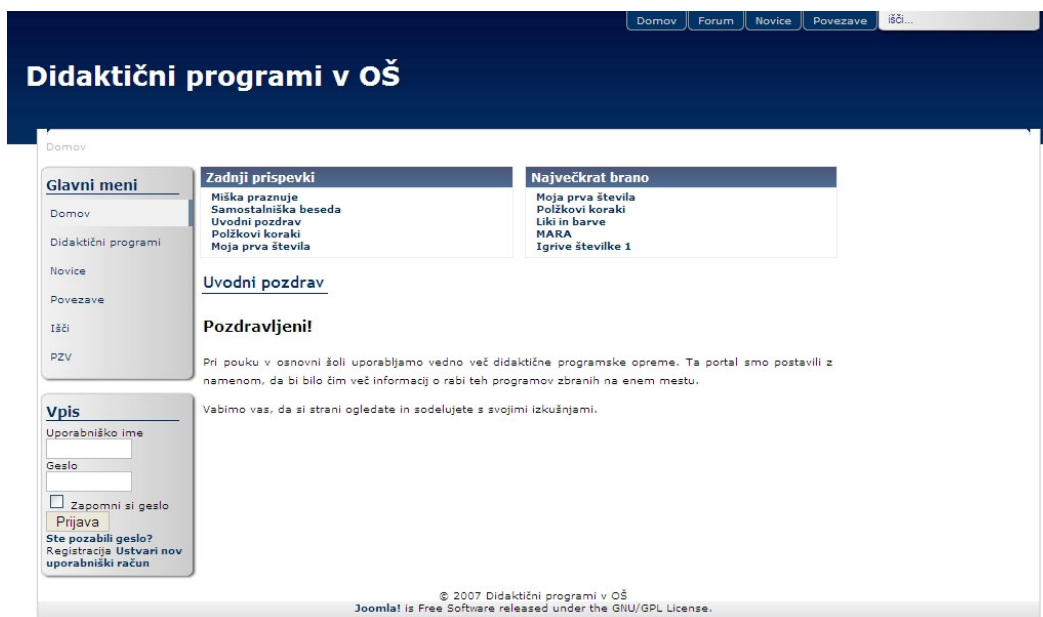 Domov Forum Novice Povezave išči...
Didaktični programi v OŠ
Domov
Glavni meni
Domov
Didaktični programi
Novice
Povezave
Išči
PZV
Vpis
Uporabniško ime
Geslo
Zapomni si geslo
Prijava
Ste pozabili geslo?
Registracija Ustvari nov
uporabniški račun
Zadnji prispevki
Miška praznuje
Samostalniška beseda
Uvodni pozdrav
Polžkovi koraki
Moja prva števila
Največkrat brano
Moja prva števila
Polžkovi koraki
Liki in barve
MARA
Igrive številke 1
Uvodni pozdrav
Pozdravljeni!
Pri pouku v osnovni šoli uporabljamo vedno več didaktične programske opreme. Ta portal smo postavili z
namenom, da bi bilo čim več informacij o rabi teh programov zbranih na enem mestu.
Vabimo vas, da si strani ogledate in sodelujete s svojimi izkušnjami.
© 2007 Didaktični programi v OŠ
Joomla! is Free Software released under the GNU/GPL License.